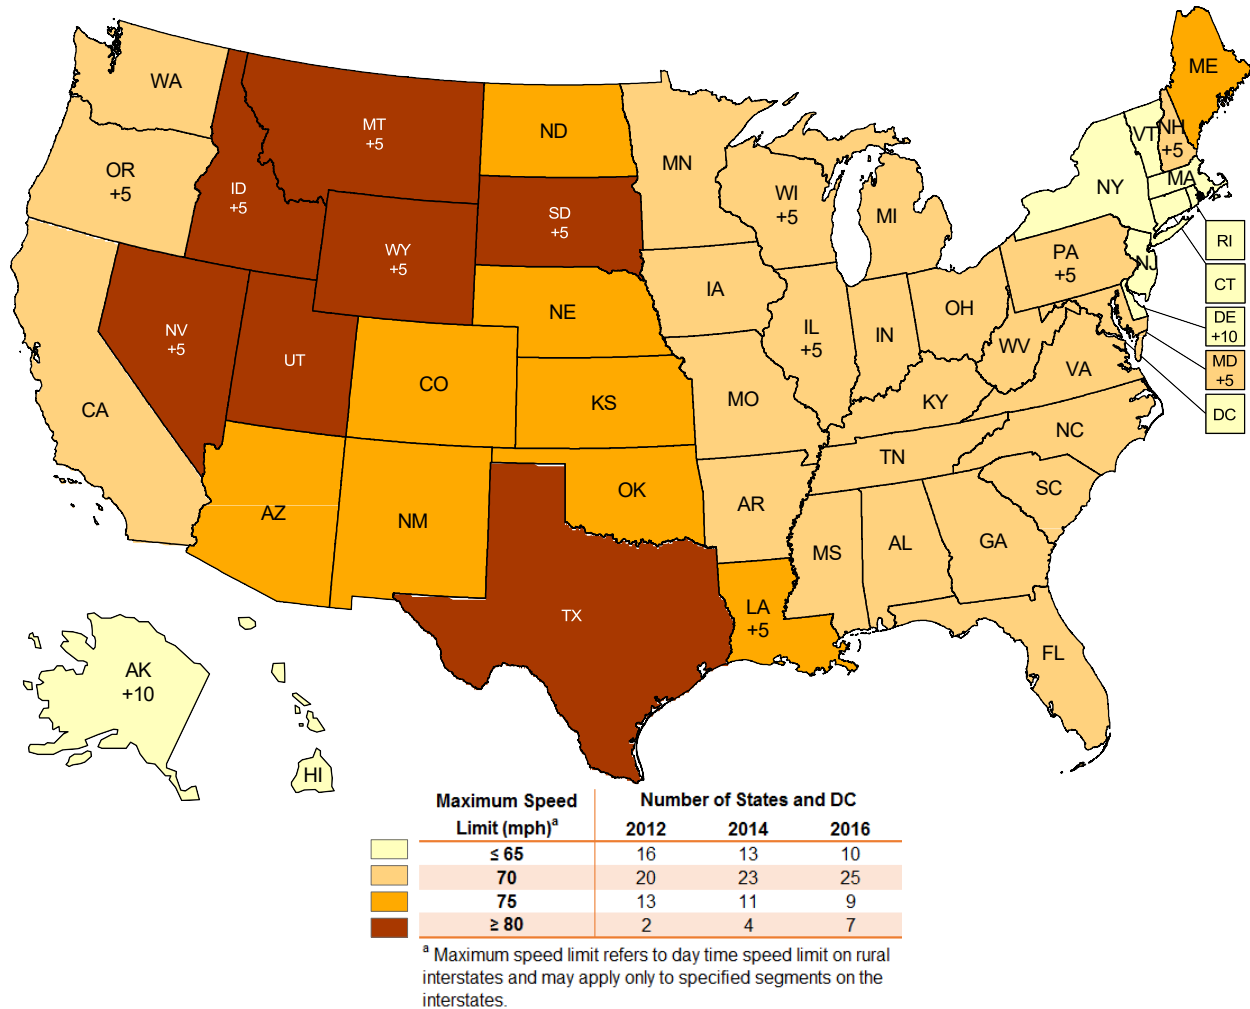 WA
MT
+5
ND
ME
OR
+5
ID
+5
SD
+5
MN
WI
+5
MI
NY
VT
NH
+5
MA
RI
CT
NJ
DE
+10
MD
+5
DC
WY
+5
NE
IA
PA
+5
NV
+5
UT
CO
KS
MO
IL
+5
IN
OH
WV
VA
KY
CA
NC
TN
SC
AZ
NM
OK
AR
MS
AL
GA
TX
LA
+5
FL
AK
+10
HI
Maximum Speed Number of States and DC
Limit (mph)a 2012 2014 2016
≤ 65 16 13 10
70 20 23 25
75 13 11 9
≥ 80 2 4 7
a Maximum speed limit refers to day time speed limit on rural
interstates and may apply only to specified segments on the
interstates.